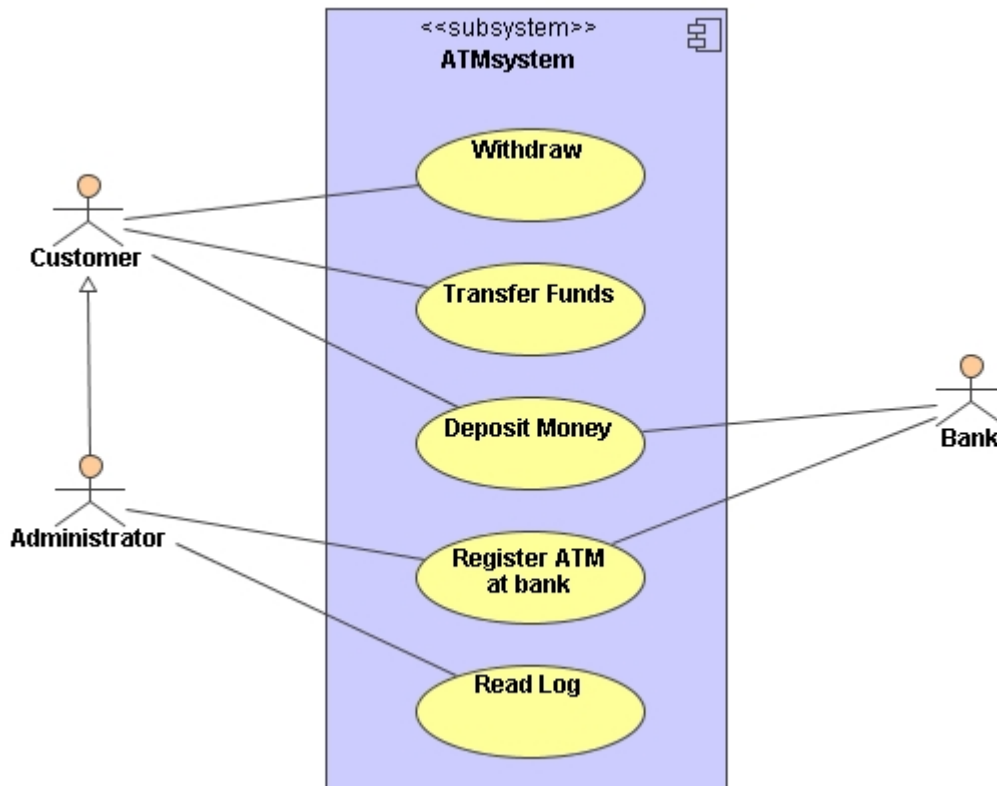 <<subsystem>>
ATMsystem
Withdraw
Customer
Transfer Funds
Deposit Money
Bank
Administrator
Register ATM
at bank
Read Log